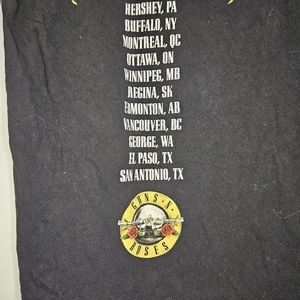 HERSHEY, PA
BUFFALO, NY
MONTREAL, QC
OTTAWA, ON
WINNIPEG, MB
REGINA, SK
EDMONTON, AB
VANCOUVER, BC
GEORGE, WA
EL PASO, TX
SAN ANTONIO, TX
GUNS N'
ROSES